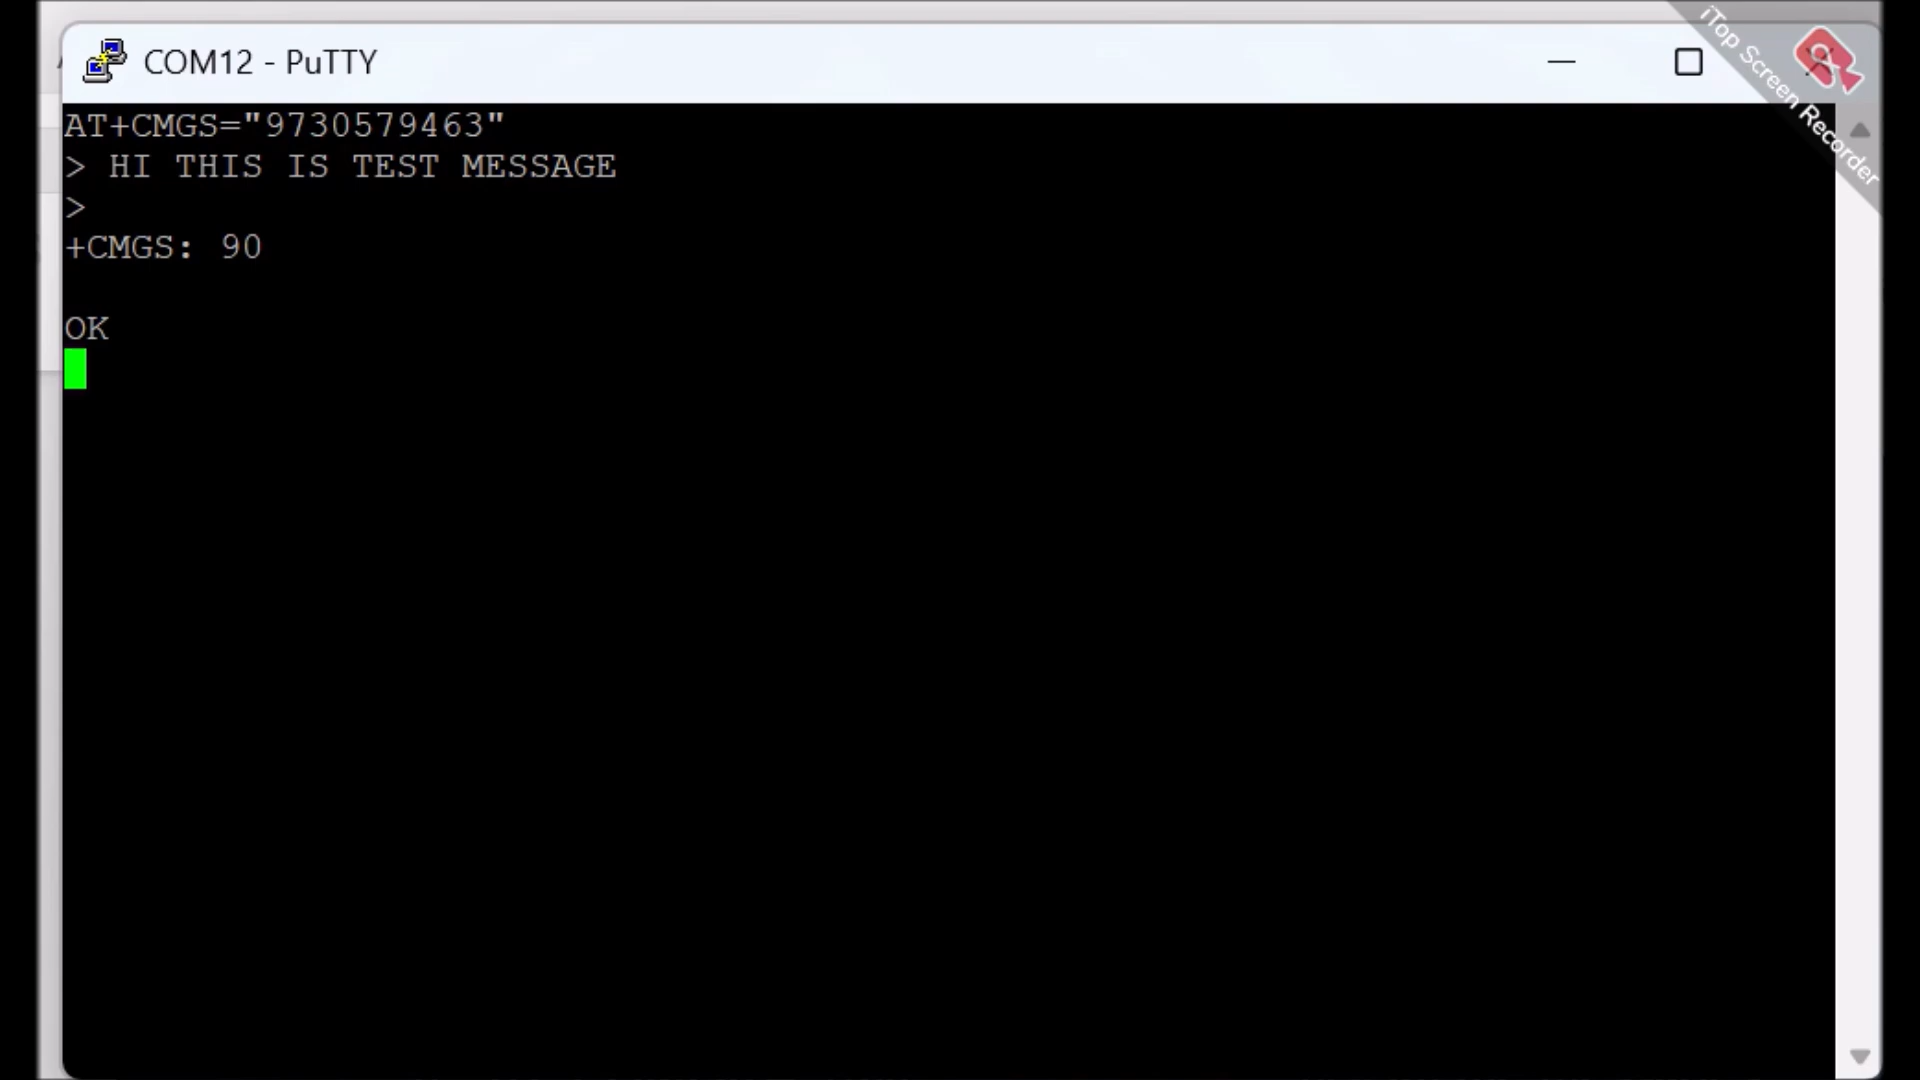 COM12 - PuTTY
iTop Screen Recorder
AT+CMGS="9730579463"
> HI THIS IS TEST MESSAGE
>
+CMGS: 90
OK